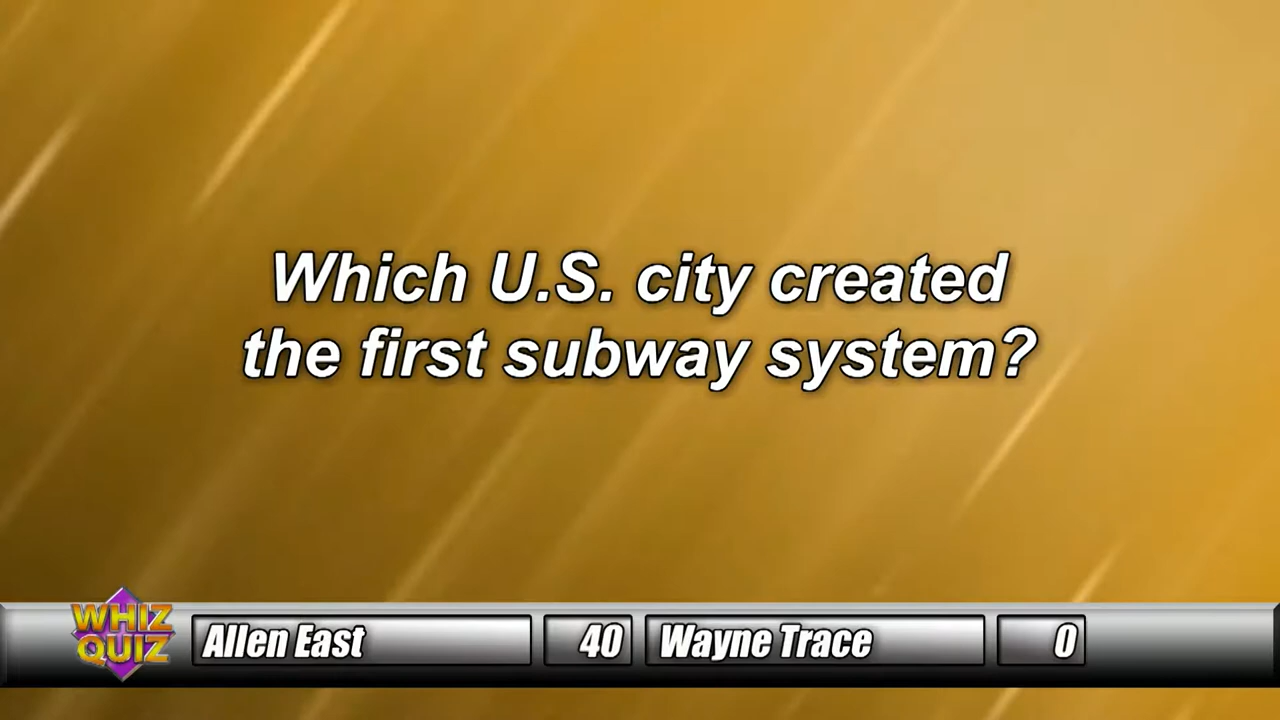 Which U.S. city created
the first subway system?
WHIZ
QUIZ
Allen East 40 Wayne Trace 0